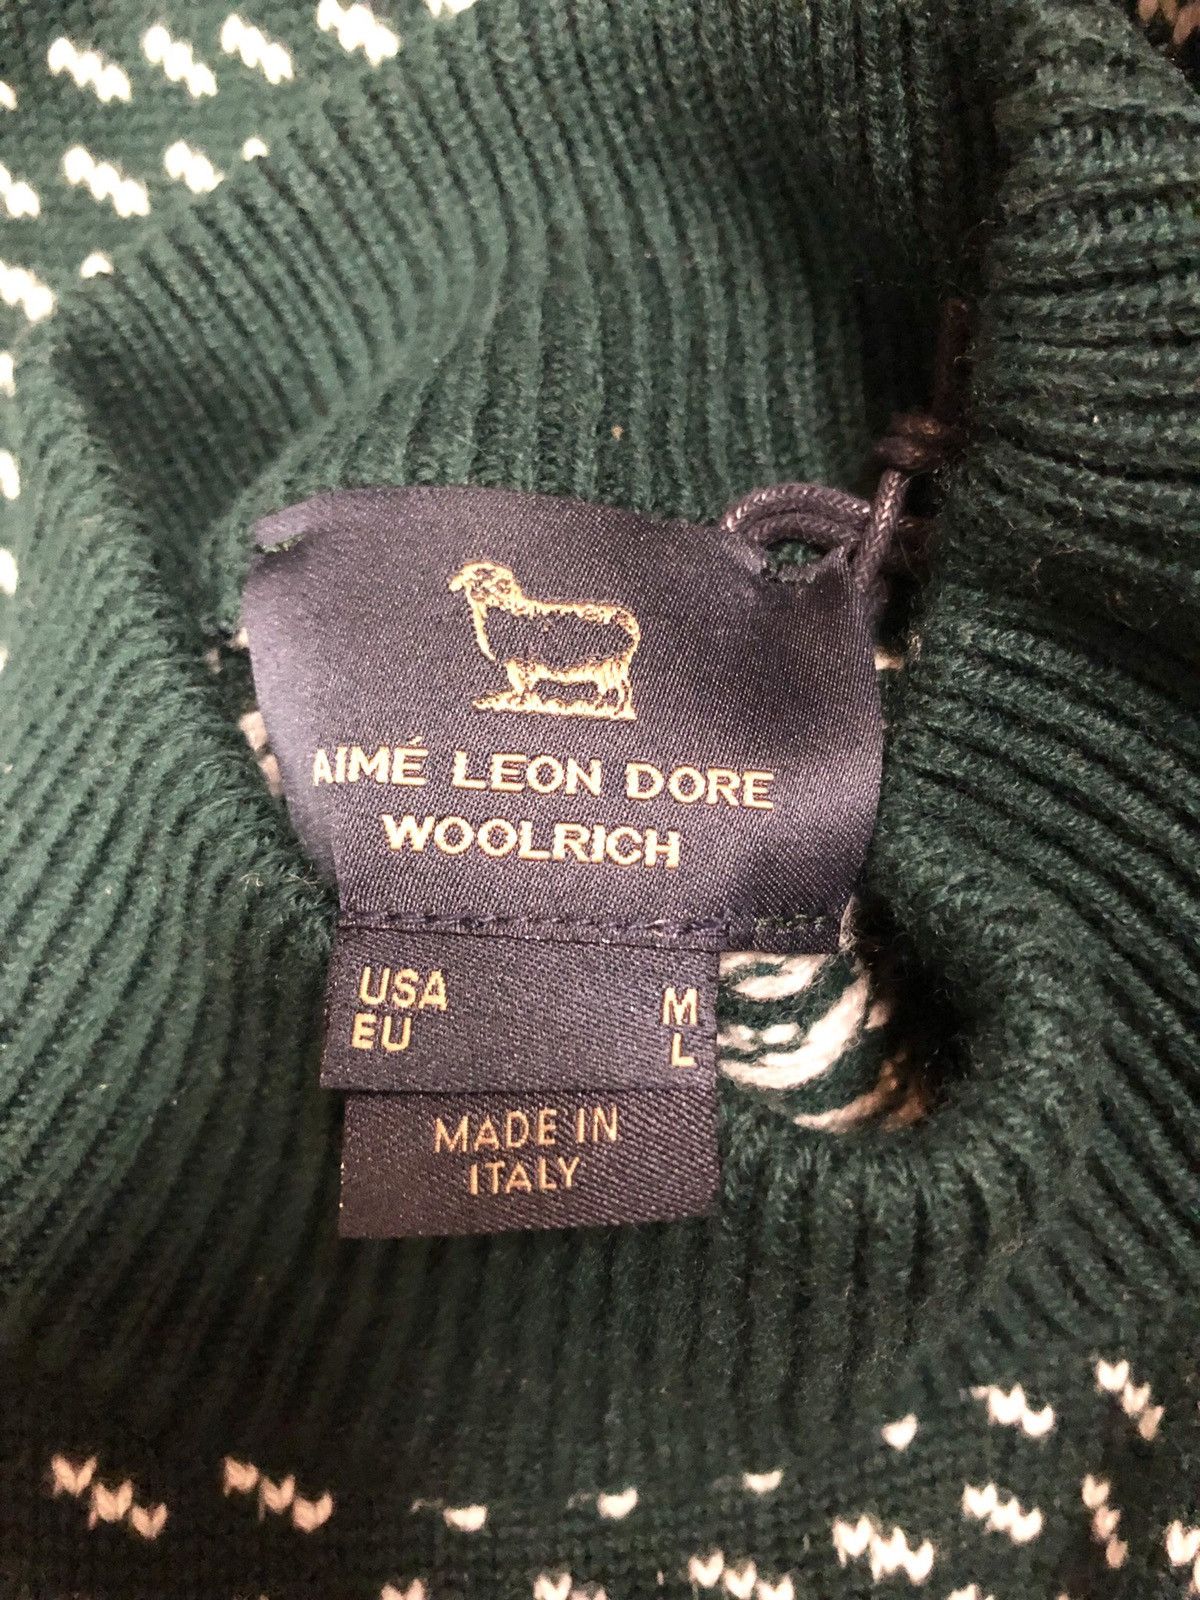 AIMÉ LEON DORE
WOOLRICH
USA M
EU L
MADE IN
ITALY